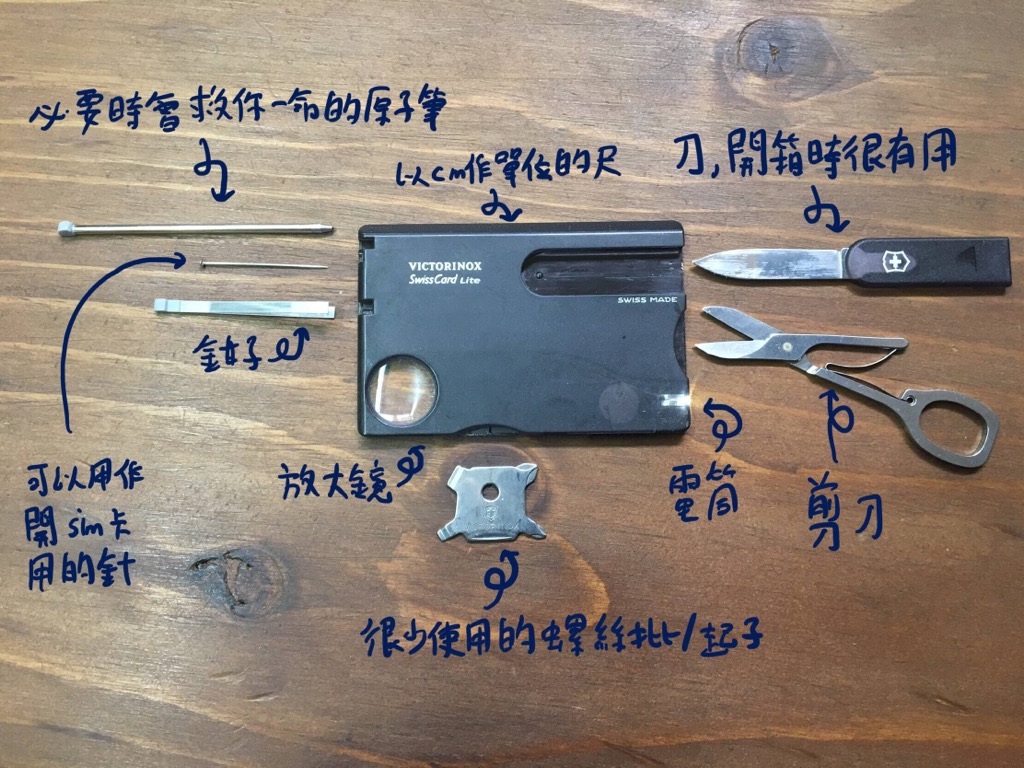 必要時會救你一命的原子筆
以cm作單位的尺
刀,開箱時很有用
VICTORINOX
SwissCard Lite
SWISS MADE
鉗子
可以用作
開sim卡
用的針
放大鏡
電筒
剪刀
很少使用的螺絲批/起子